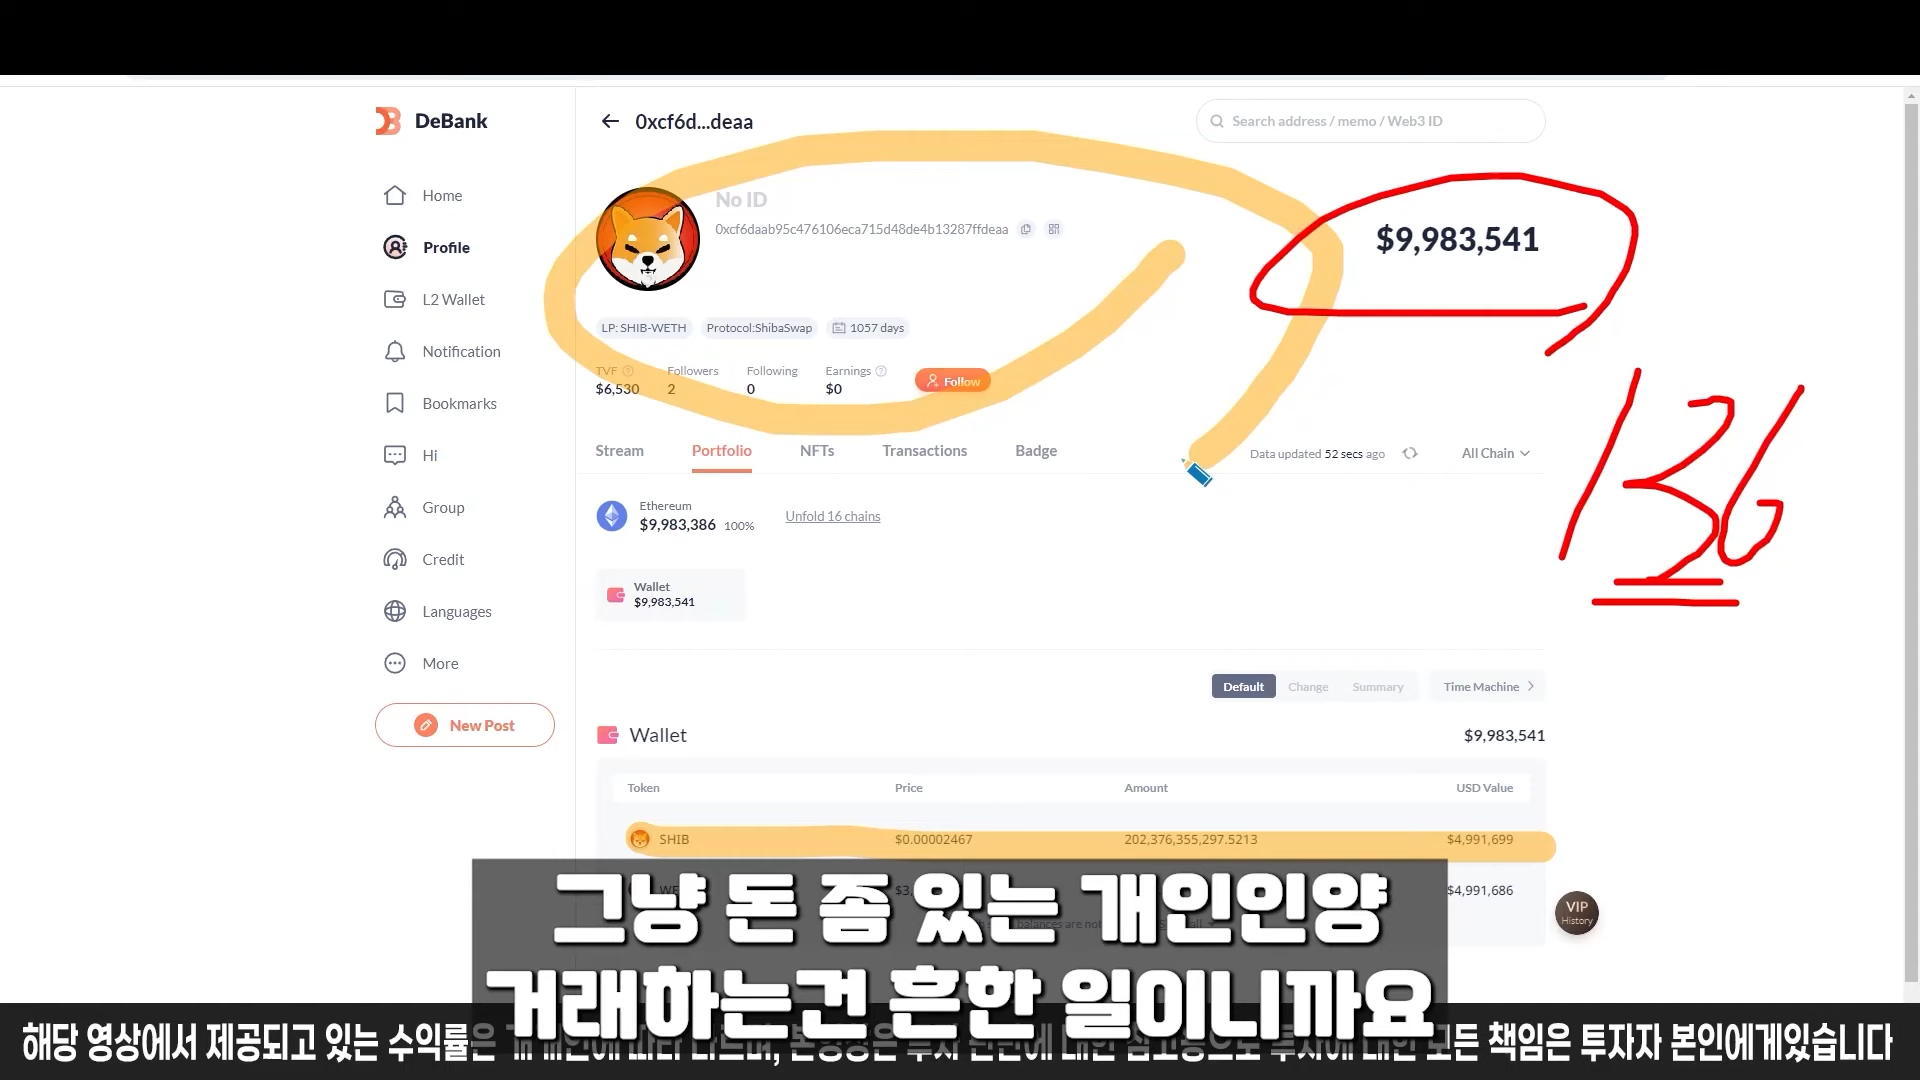 DeBank
0xcf6d...deaa
Search address / memo / Web3 ID
Home
Profile
L2 Wallet
Notification
Bookmarks
Hi
Group
Credit
Languages
More
New Post
No ID
0xcf6daab95c476106eca715d48de4b13287ffdeaa
$9,983,541
LP: SHIB-WETH
Protocol:ShibaSwap
1057 days
TVF
Followers
Following
Earnings
$6,530
2
0
$0
Follow
136
Stream
Portfolio
NFTs
Transactions
Badge
Data updated 52 secs ago
All Chain
Ethereum
$9,983,386 100%
Unfold 16 chains
Wallet
$9,983,541
Default
Change
Summary
Time Machine
Wallet
$9,983,541
Token
Price
Amount
USD Value
SHIB
$0.00002467
202,376,355,297.5213
$4,991,699
$4,991,686
VIP
History
그냥 돈 좀 있는 개인인양
거래하는건 흔한 일이니까요
해당 영상에서 제공되고 있는 수익률은
모든 책임은 투자자 본인에게있습니다